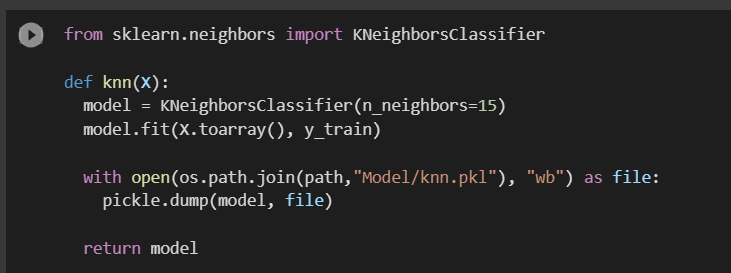 from sklearn.neighbors import KNeighborsClassifier
def knn(X):
  model = KNeighborsClassifier(n_neighbors=15)
  model.fit(X.toarray(), y_train)
  with open(os.path.join(path,"Model/knn.pkl"), "wb") as file:
    pickle.dump(model, file)
  return model